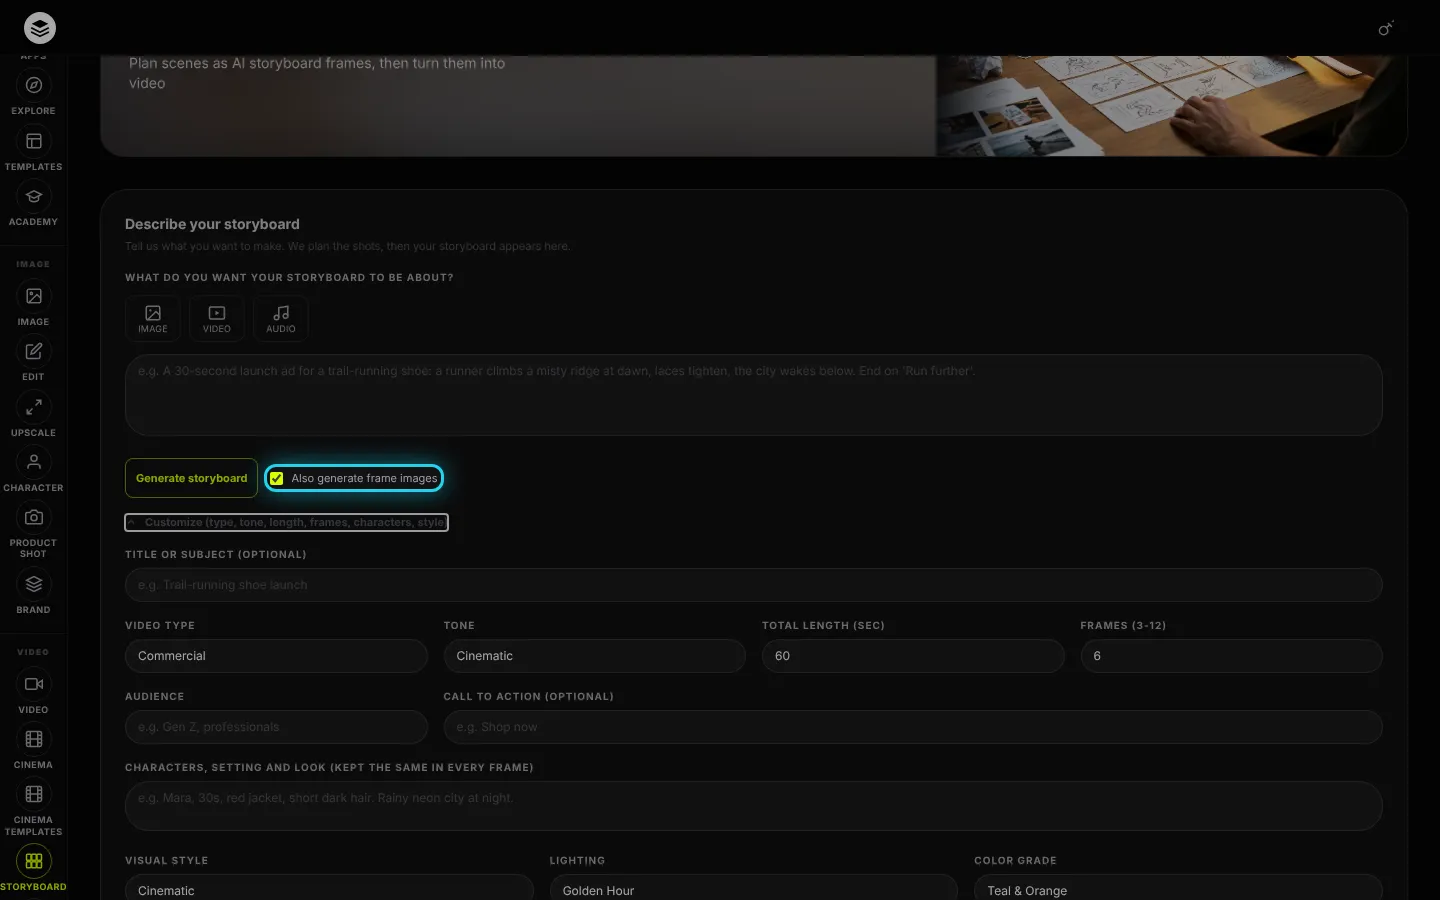 APPS
EXPLORE
TEMPLATES
ACADEMY
IMAGE
IMAGE
EDIT
UPSCALE
CHARACTER
PRODUCT
SHOT
BRAND
VIDEO
VIDEO
CINEMA
CINEMA
TEMPLATES
STORYBOARD
Plan scenes as AI storyboard frames, then turn them into
video
Describe your storyboard
Tell us what you want to make. We plan the shots, then your storyboard appears here.
WHAT DO YOU WANT YOUR STORYBOARD TO BE ABOUT?
IMAGE VIDEO AUDIO
e.g. A 30-second launch ad for a trail-running shoe: a runner climbs a misty ridge at dawn, laces tighten, the city wakes below. End on 'Run further'.
Generate storyboard Also generate frame images
Customize (type, tone, length, frames, characters, style)
TITLE OR SUBJECT (OPTIONAL)
e.g. Trail-running shoe launch
VIDEO TYPE TONE TOTAL LENGTH (SEC) FRAMES (3-12)
Commercial Cinematic 60 6
AUDIENCE CALL TO ACTION (OPTIONAL)
e.g. Gen Z, professionals e.g. Shop now
CHARACTERS, SETTING AND LOOK (KEPT THE SAME IN EVERY FRAME)
e.g. Mara, 30s, red jacket, short dark hair. Rainy neon city at night.
VISUAL STYLE LIGHTING COLOR GRADE
Cinematic Golden Hour Teal & Orange